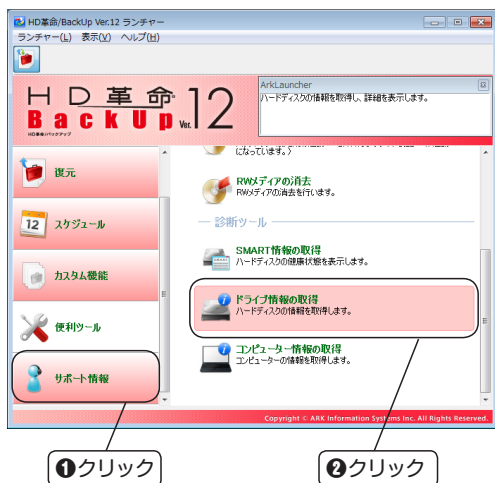 HD革命/BackUp Ver.12 ランチャー
ランチャー(L) 表示(V) ヘルプ(H)
HD革命
BackUp Ver.12
HD革命/バックアップ
ArkLauncher
ハードディスクの情報を取得し、詳細を表示します。
復元
12 スケジュール
カスタム機能
便利ツール
サポート情報
になっています。)
RWメディアの消去
RWメディアの消去を行います。
診断ツール
SMART情報の取得
ハードディスクの健康状態を表示します。
ドライブ情報の取得
ハードディスクの情報を取得します。
コンピューター情報の取得
コンピューターの情報を取得します。
Copyright © ARK Information Systems Inc. All Rights Reserved.
❶クリック
❷クリック